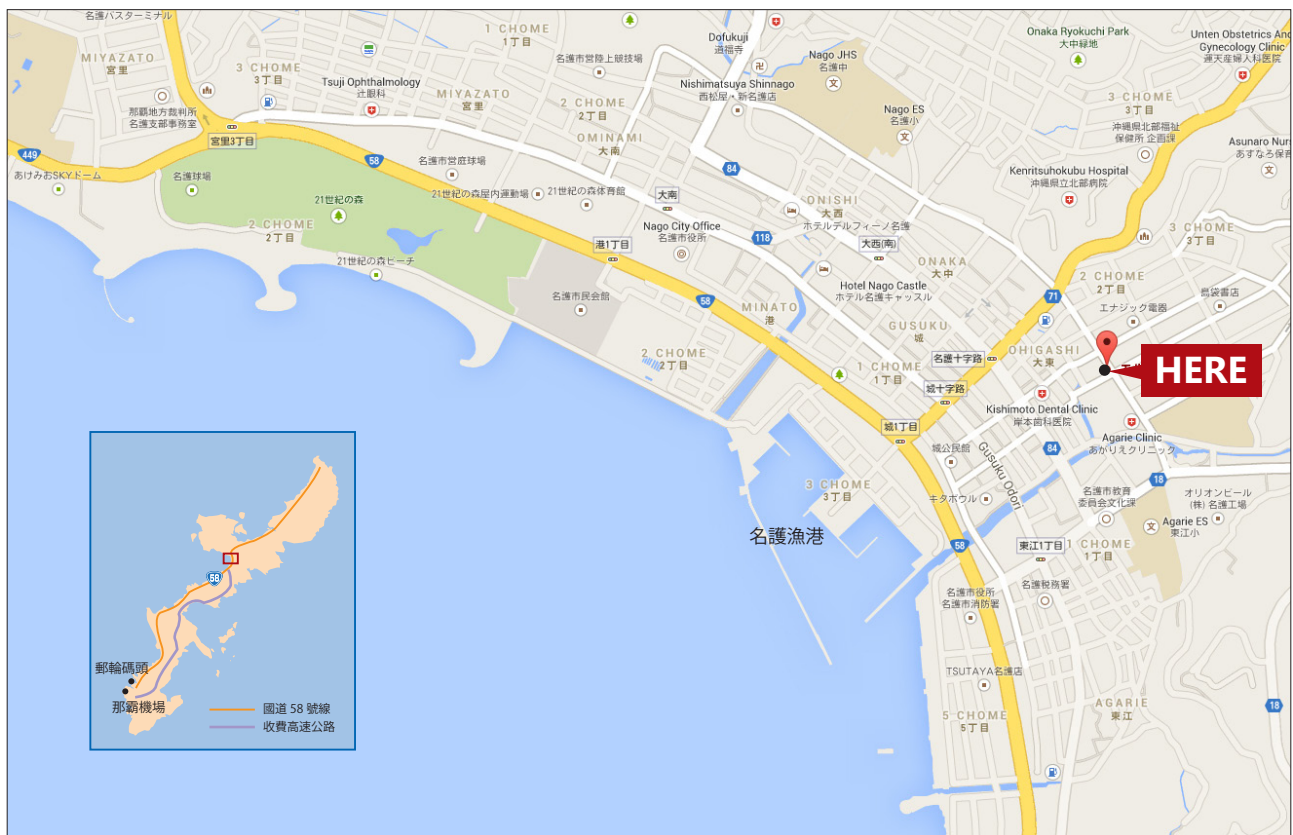 名護バスターミナル
MIYAZATO
宮里
3 CHOME
3丁目
那覇地方裁判所
名護支部事務室
宮里3丁目
449
あけみおSKYドーム
名護球場
Tsuji Ophthalmology
辻眼科
MIYAZATO
宮里
1 CHOME
1丁目
名護市営陸上競技場
2 CHOME
2丁目
OMINAMI
大南
58
名護市営庭球場
21世紀の森屋内運動場
21世紀の森体育館
21世紀の森
2 CHOME
2丁目
21世紀の森ビーチ
Dofukuji
道福寺
Nago JHS
名護中
Nishimatsuya Shinnago
西松屋・新名護店
Nago ES
名護小
Onaka Ryokuchi Park
大中緑地
Unten Obstetrics And
Gynecology Clinic
運天産婦人科医院
3 CHOME
3丁目
沖縄県北部福祉
保健所 企画課
Asunaro Nurs
あすなろ保育
Kenritsuhokubu Hospital
沖縄県立北部病院
84
大南
Nago City Office
名護市役所
118
ONISHI
大西
ホテルデルフィーノ名護
大西(南)
港1丁目
58
名護市民会館
MINATO
港
Hotel Nago Castle
ホテル名護キャッスル
ONAKA
大中
GUSUKU
城
3 CHOME
3丁目
2 CHOME
2丁目
71
エナジック電器
島袋書店
名護十字路
OHIGASHI
大東
HERE
2 CHOME
2丁目
1 CHOME
1丁目
城十字路
城1丁目
Kishimoto Dental Clinic
岸本歯科医院
Agarie Clinic
あかりえクリニック
城公民館
Gusuku Odori
84
18
キタボウル
3 CHOME
3丁目
名護漁港
名護市教育
委員会文化課
オリオンビール
(株) 名護工場
Agarie ES
東江小
58
東江1丁目
1 CHOME
1丁目
名護税務署
名護市役所
名護市消防署
TSUTAYA名護店
AGARIE
東江
18
5 CHOME
5丁目
58
郵輪碼頭
那霸機場
國道 58 號線
收費高速公路